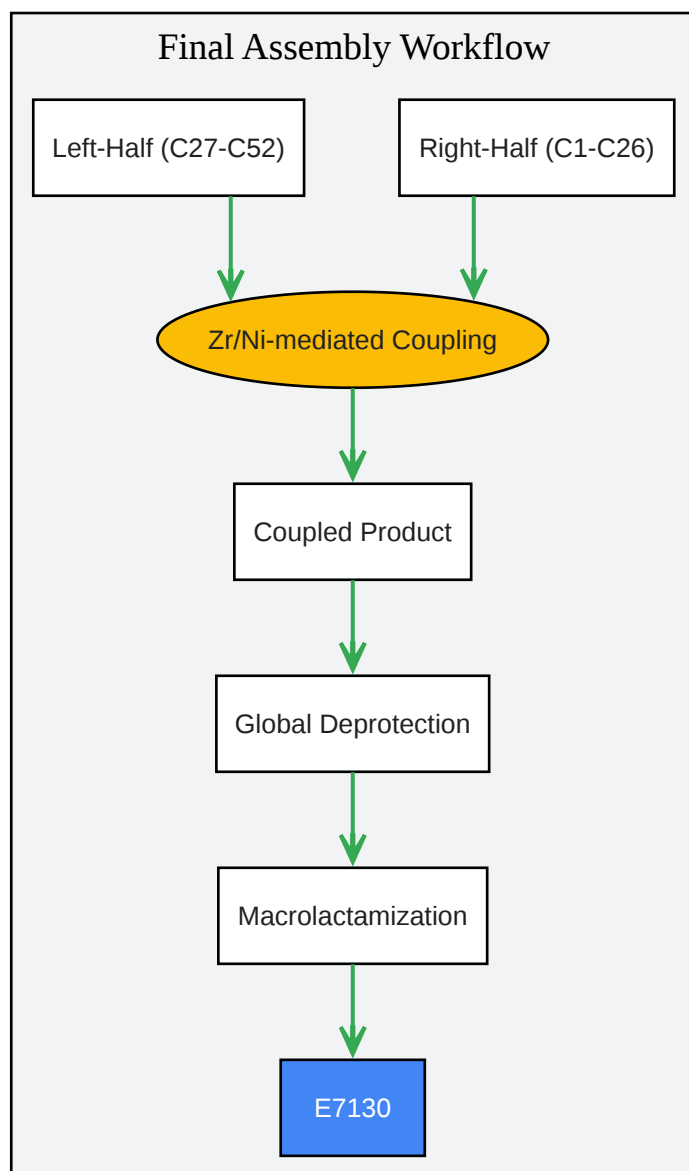 Final Assembly Workflow
Left-Half (C27-C52)
Right-Half (C1-C26)
Zr/Ni-mediated Coupling
Coupled Product
Global Deprotection
Macrolactamization
E7130